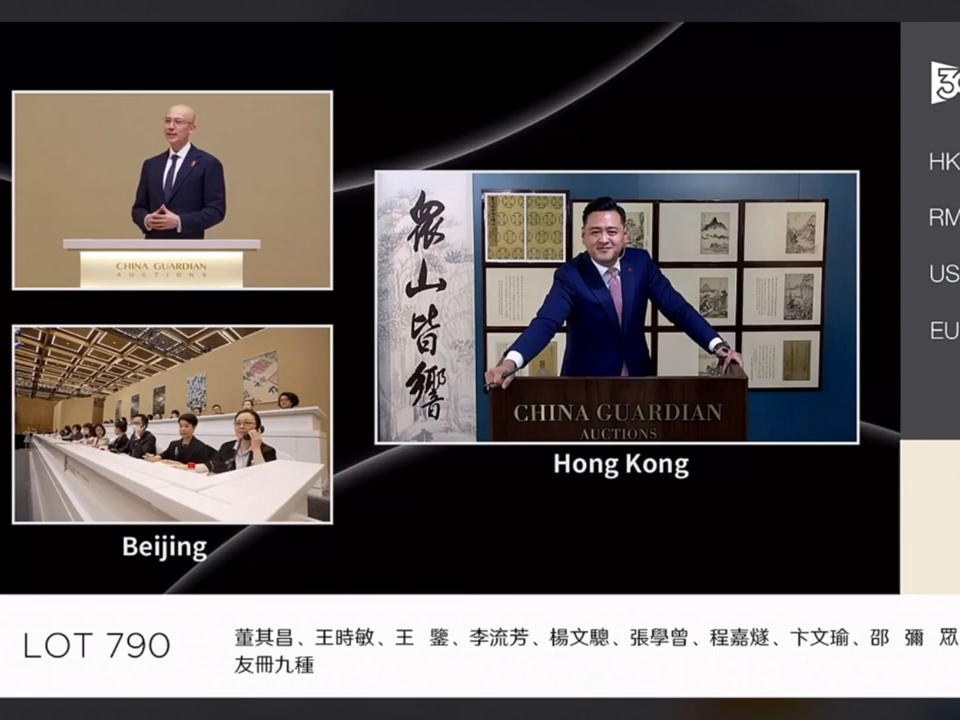 CHINA GUARDIAN
AUCTIONS
眾山皆響
CHINA GUARDIAN
AUCTIONS
Hong Kong
Beijing
3
HK
RM
US
EU
LOT 790
董其昌、王時敏、王 鑒、李流芳、楊文驄、張學曾、程嘉燧、卞文瑜、邵 彌 眾
友冊九種